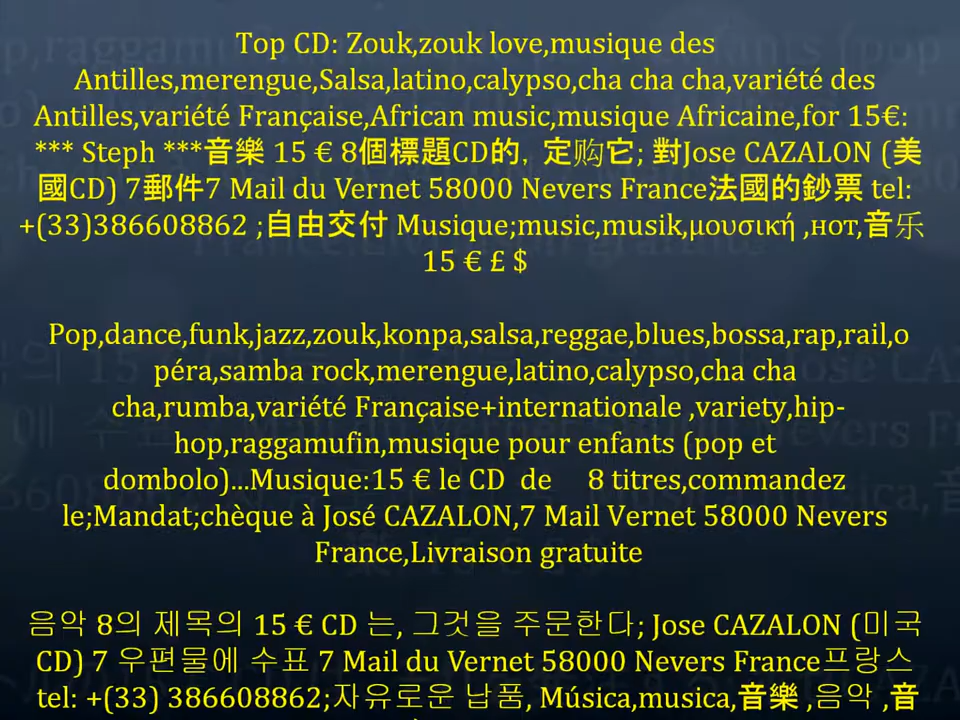 Top CD: Zouk,zouk love,musique des
Antilles,merengue,Salsa,latino,calypso,cha cha cha,variété des
Antilles,variété Française,African music,musique Africaine,for 15€:
*** Steph ***音樂 15 € 8個標題CD的，定购它; 對Jose CAZALON (美
國CD) 7郵件7 Mail du Vernet 58000 Nevers France法國的鈔票 tel:
+(33)386608862 ;自由交付 Musique;music,musik,μουσική ,нот,音乐
15 € £ $
Pop,dance,funk,jazz,zouk,konpa,salsa,reggae,blues,bossa,rap,rail,o
péra,samba rock,merengue,latino,calypso,cha cha
cha,rumba,variété Française+internationale ,variety,hip-
hop,raggamufin,musique pour enfants (pop et
dombolo)...Musique:15 € le CD de 8 titres,commandez
le;Mandat;chèque à José CAZALON,7 Mail Vernet 58000 Nevers
France,Livraison gratuite
음악 8의 제목의 15 € CD 는, 그것을 주문한다; Jose CAZALON (미국
CD) 7 우편물에 수표 7 Mail du Vernet 58000 Nevers France프랑스
tel: +(33) 386608862;자유로운 납품, Música,musica,音樂 ,음악 ,音